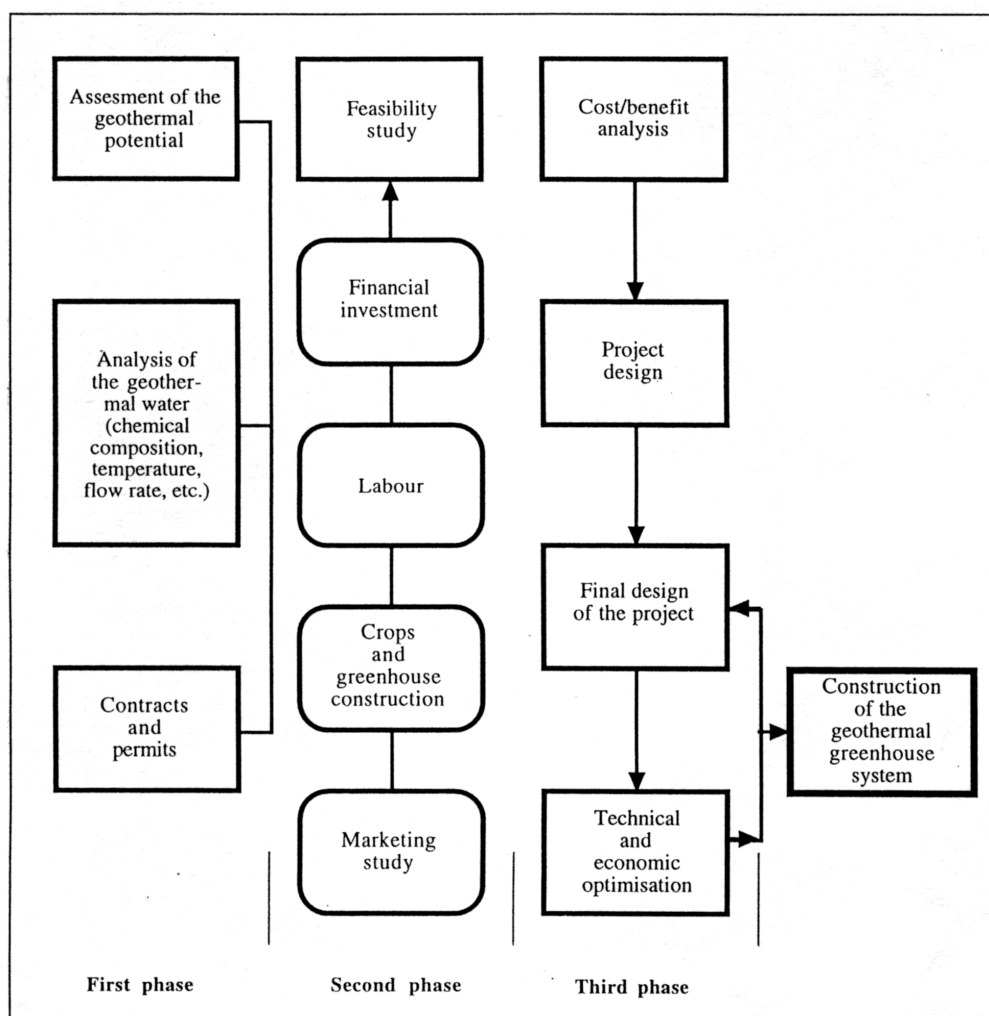 Assesment of the
geothermal
potential
Analysis of
the geother-
mal water
(chemical
composition,
temperature,
flow rate, etc.)
Contracts
and
permits
Feasibility
study
Financial
investment
Labour
Crops
and
greenhouse
construction
Marketing
study
Cost/benefit
analysis
Project
design
Final design
of the project
Technical
and
economic
optimisation
Construction
of the
geothermal
greenhouse
system
First phase
Second phase
Third phase